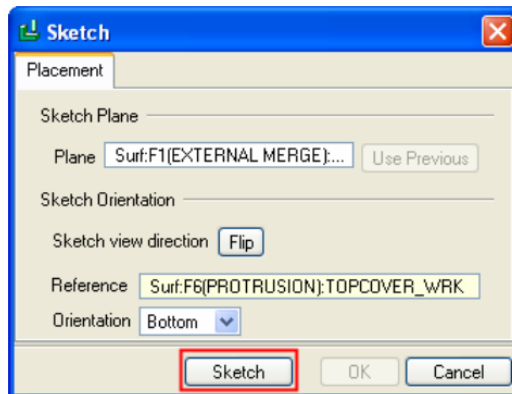 Sketch
Placement
Sketch Plane
Plane Surf:F1(EXTERNAL MERGE):... Use Previous
Sketch Orientation
Sketch view direction Flip
Reference Surf:F6(PROTRUSION):TOPCOVER_WRK
Orientation Bottom
Sketch OK Cancel